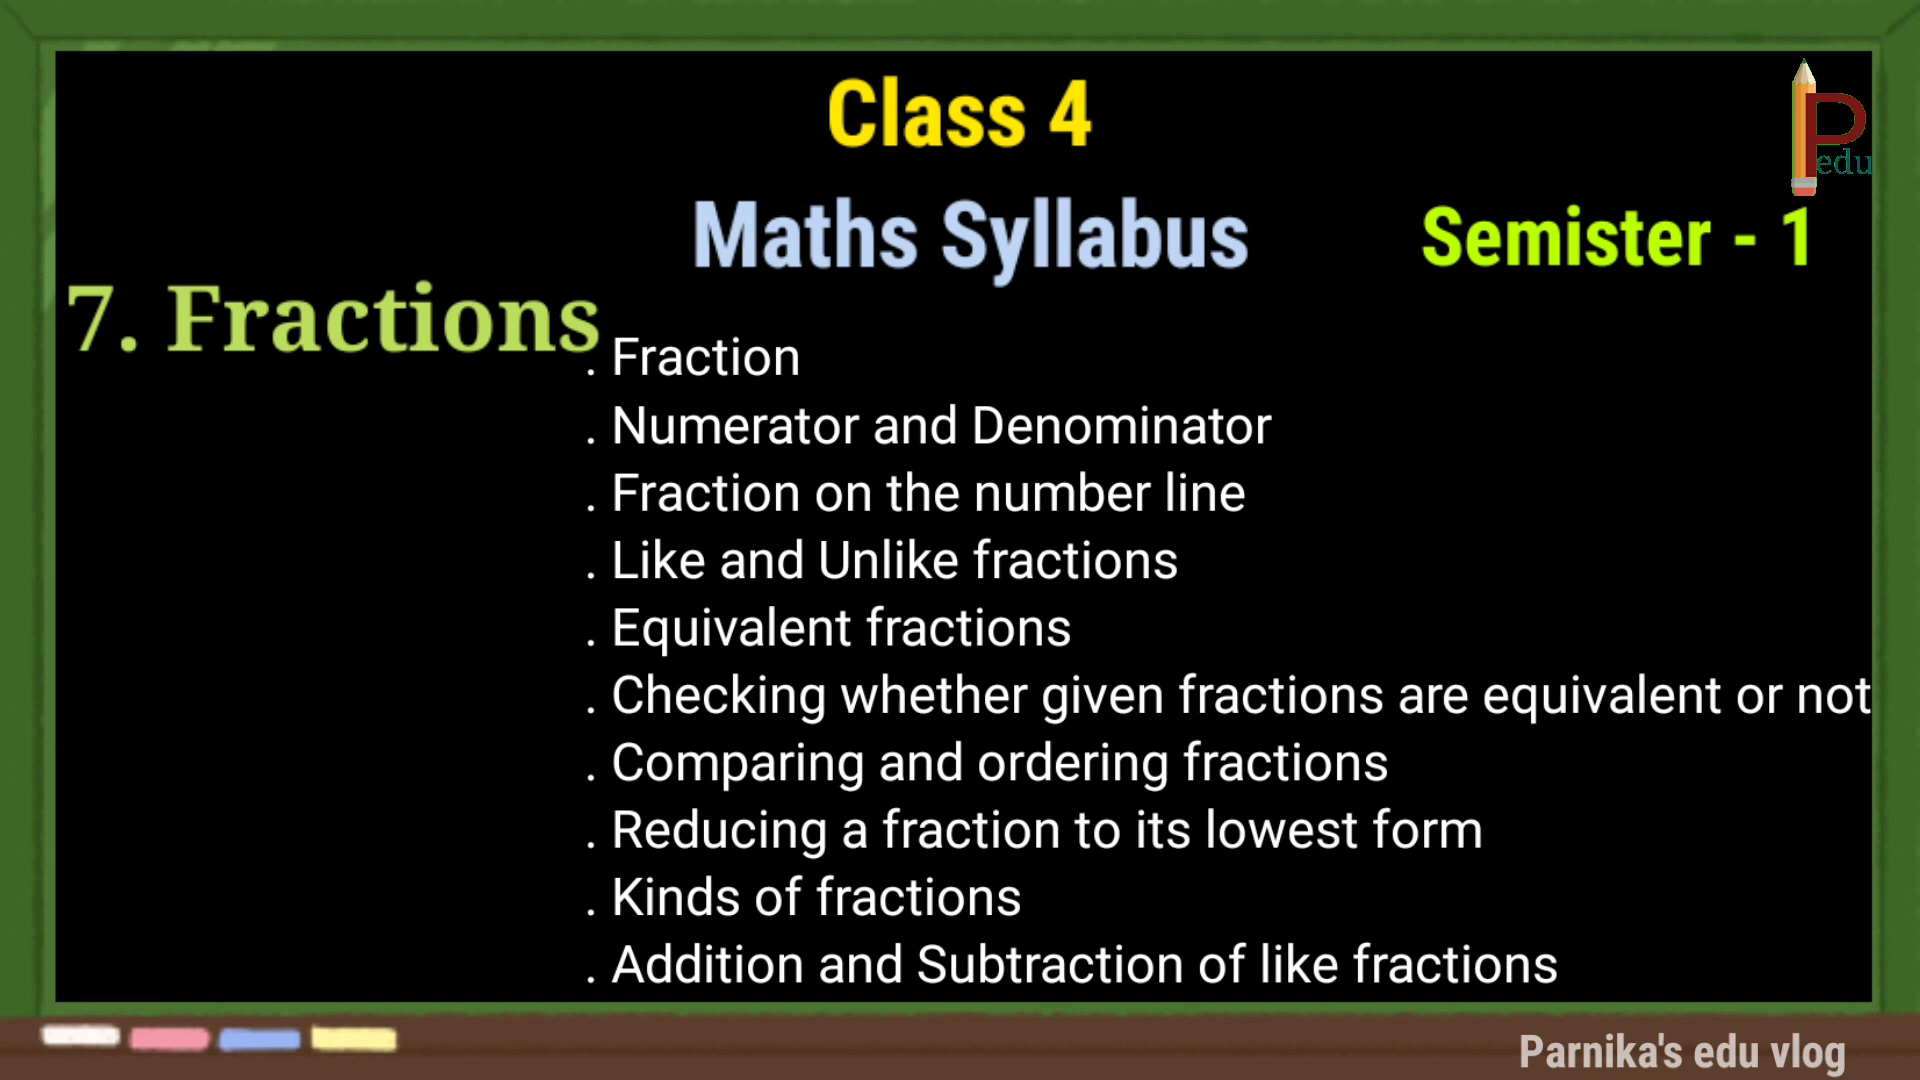 Class 4
P
edu
Maths Syllabus
Semister - 1
7. Fractions
. Fraction
. Numerator and Denominator
. Fraction on the number line
. Like and Unlike fractions
. Equivalent fractions
. Checking whether given fractions are equivalent or not
. Comparing and ordering fractions
. Reducing a fraction to its lowest form
. Kinds of fractions
. Addition and Subtraction of like fractions
Parnika's edu vlog